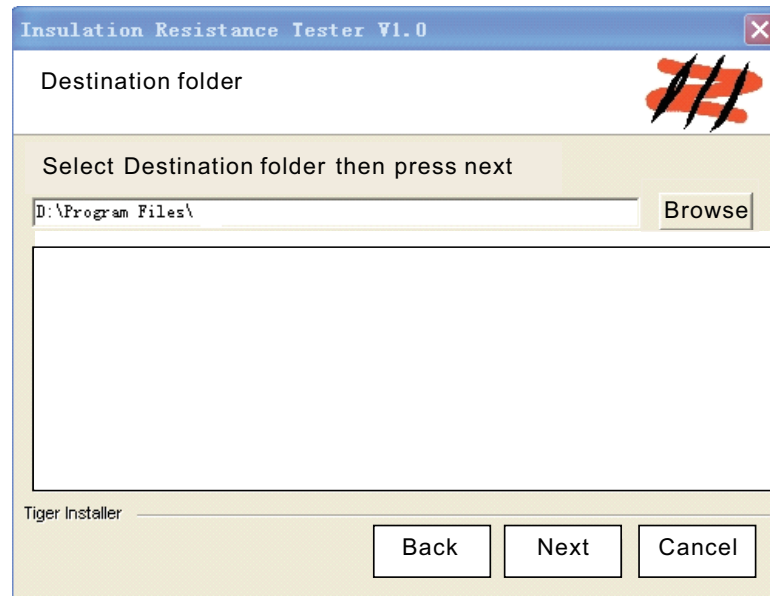 Insulation Resistance Tester V1.0
Destination folder
Select Destination folder then press next
D:\Program Files\
Browse
Tiger Installer
Back Next Cancel